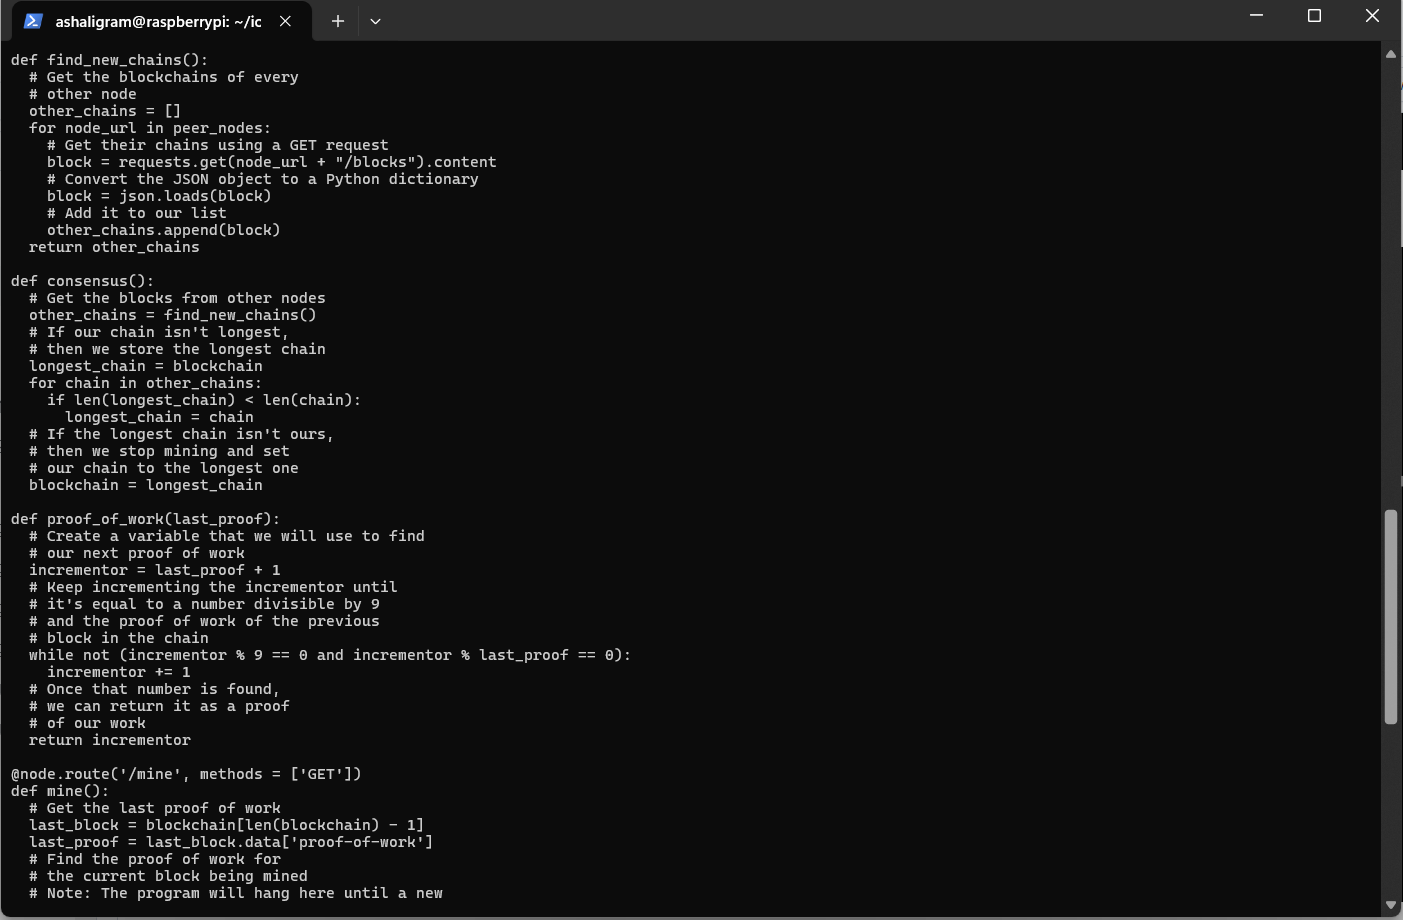 ashaligram@raspberrypi: ~/ic
def find_new_chains():
  # Get the blockchains of every
  # other node
  other_chains = []
  for node_url in peer_nodes:
    # Get their chains using a GET request
    block = requests.get(node_url + "/blocks").content
    # Convert the JSON object to a Python dictionary
    block = json.loads(block)
    # Add it to our list
    other_chains.append(block)
  return other_chains

def consensus():
  # Get the blocks from other nodes
  other_chains = find_new_chains()
  # If our chain isn't longest,
  # then we store the longest chain
  longest_chain = blockchain
  for chain in other_chains:
    if len(longest_chain) < len(chain):
      longest_chain = chain
  # If the longest chain isn't ours,
  # then we stop mining and set
  # our chain to the longest one
  blockchain = longest_chain

def proof_of_work(last_proof):
  # Create a variable that we will use to find
  # our next proof of work
  incrementor = last_proof + 1
  # Keep incrementing the incrementor until
  # it's equal to a number divisible by 9
  # and the proof of work of the previous
  # block in the chain
  while not (incrementor % 9 == 0 and incrementor % last_proof == 0):
    incrementor += 1
  # Once that number is found,
  # we can return it as a proof
  # of our work
  return incrementor

@node.route('/mine', methods = ['GET'])
def mine():
  # Get the last proof of work
  last_block = blockchain[len(blockchain) - 1]
  last_proof = last_block.data['proof-of-work']
  # Find the proof of work for
  # the current block being mined
  # Note: The program will hang here until a new